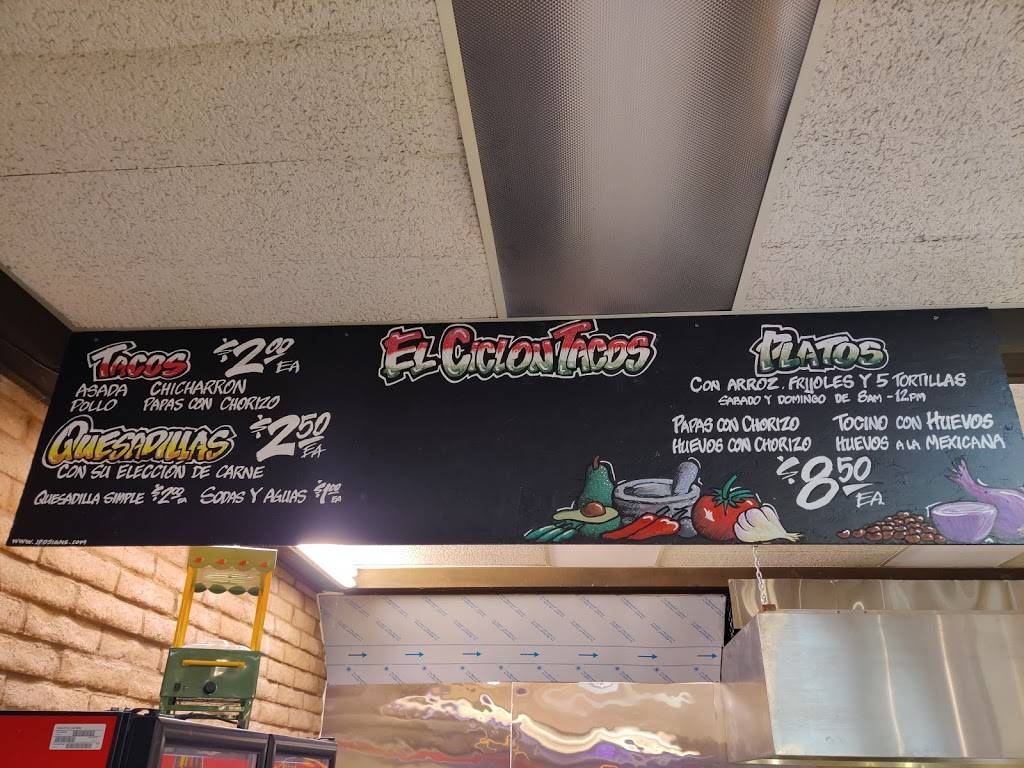 El Ciclon Tacos
Tacos $2.00 EA
Asada Chicharron
Pollo Papas con Chorizo
Quesadillas $2.50 EA
con su elección de carne
Quesadilla simple $2.00 EA Sodas y Aguas $1.00 EA
www.jpdsigns.com
Platos
Con arroz, frijoles y 5 tortillas
Sabado y Domingo de 8am - 12pm
Papas con Chorizo Tocino con Huevos
Huevos con Chorizo Huevos a la Mexicana
$8.50 EA